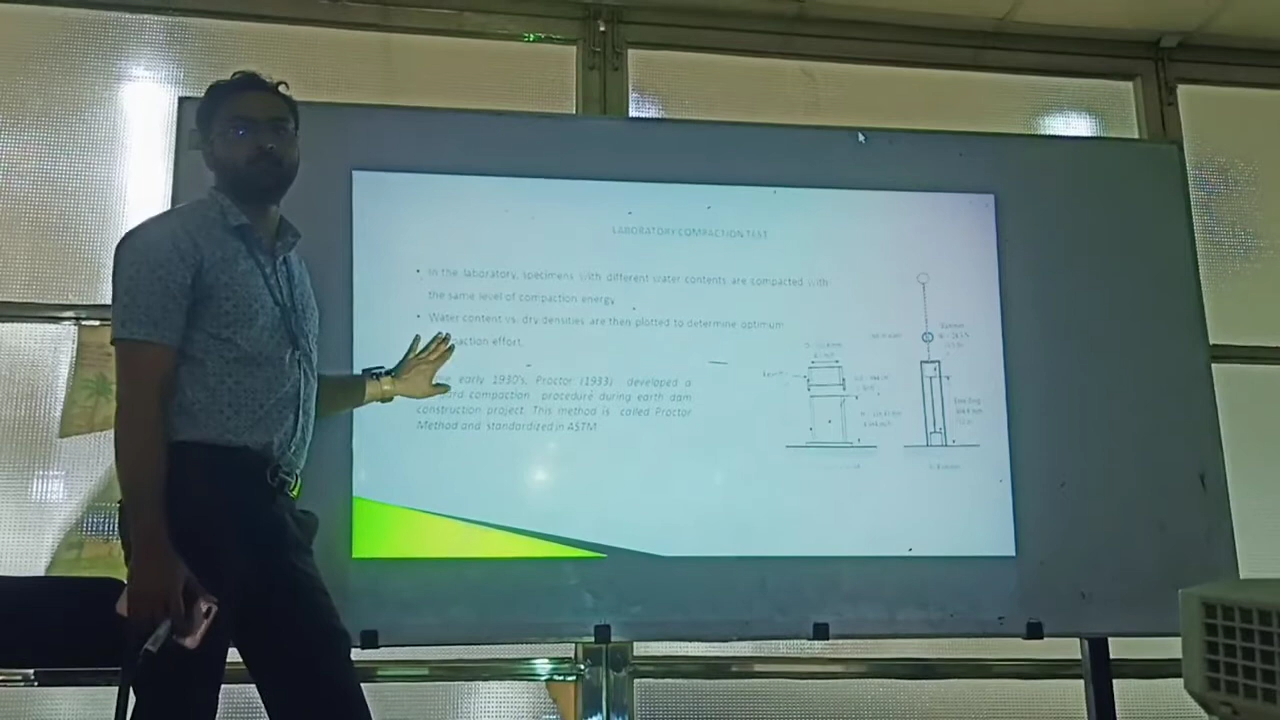 LABORATORY COMPACTION TEST
• In the laboratory, specimens with different water contents are compacted with
the same level of compaction energy
• Water content vs. dry densities are then plotted to determine optimum
paction effort.
early 1930's, Proctor (1933) developed a
compaction procedure during earth dam
construction project. This method is called Proctor
Method and standardized in ASTM